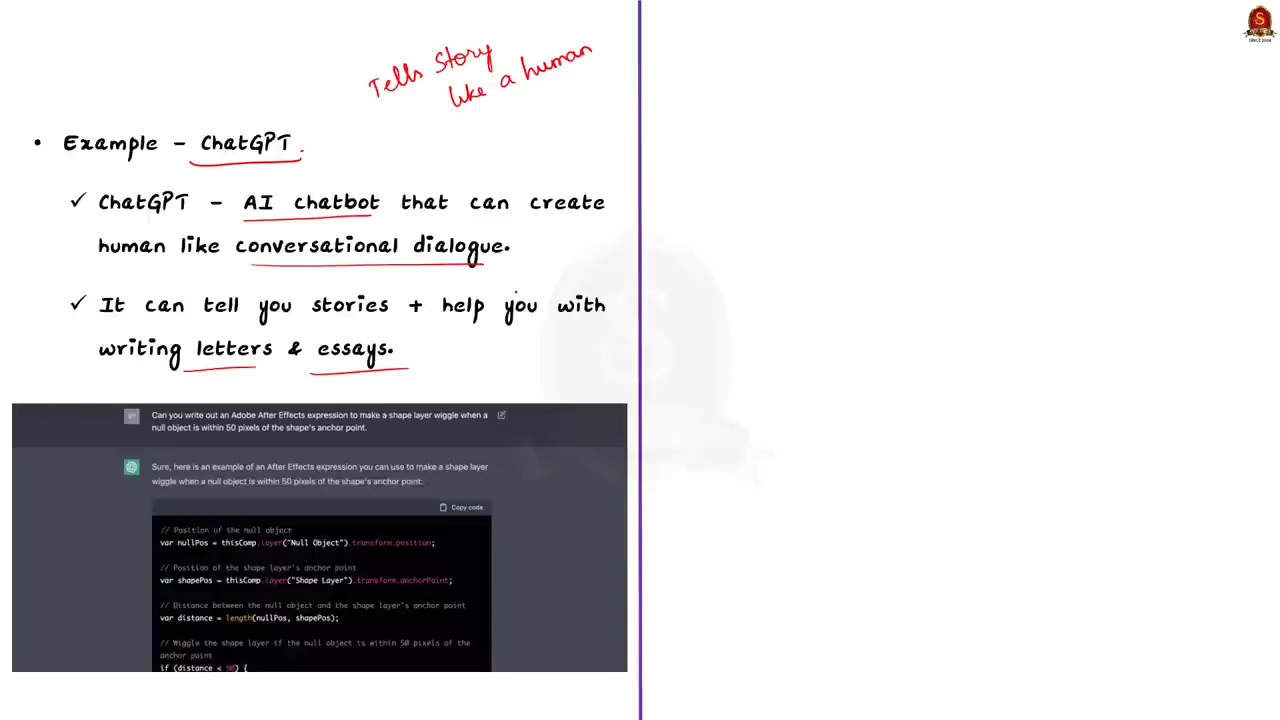 Tells Story
like a human
• Example - ChatGPT
✓ ChatGPT - AI chatbot that can create
human like conversational dialogue.
✓ It can tell you stories + help you with
writing letters & essays.
Can you write out an Adobe After Effects expression to make a shape layer wiggle when a
null object is within 50 pixels of the shape's anchor point.
Sure, here is an example of an After Effects expression you can use to make a shape layer
wiggle when a null object is within 50 pixels of the shape's anchor point:
Copy code
// Position of the null object
var nullPos = thisComp.layer("Null Object").transform.position;
// Position of the shape layer's anchor point
var shapePos = thisComp.layer("Shape Layer").transform.anchorPoint;
// Distance between the null object and the shape layer's anchor point
var distance = length(nullPos, shapePos);
// Wiggle the shape layer if the null object is within 50 pixels of the
anchor point
if (distance < 50) {
S
SINCE 2004